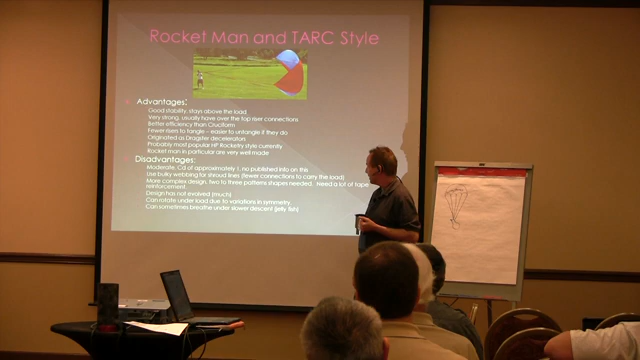 Rocket Man and TARC Style
Advantages:
Good stability, stays above the load
Very strong, usually have over the top riser connections
Better efficiency than Cruciform
Fewer risers to tangle – easier to untangle if they do
Originated as Dragster decelerators
Probably most popular HP Rocketry style currently
Rocket man in particular are very well made
Disadvantages:
Moderate, Cd of approximately 1, no published info on this
Use bulky webbing for shroud lines (fewer connections to carry the load)
More complex design, two to three patterns shapes needed. Need a lot of tape
reinforcement
Design has not evolved (much)
Can rotate under load due to variations in symmetry.
Can sometimes breathe under slower descent (jelly fish)